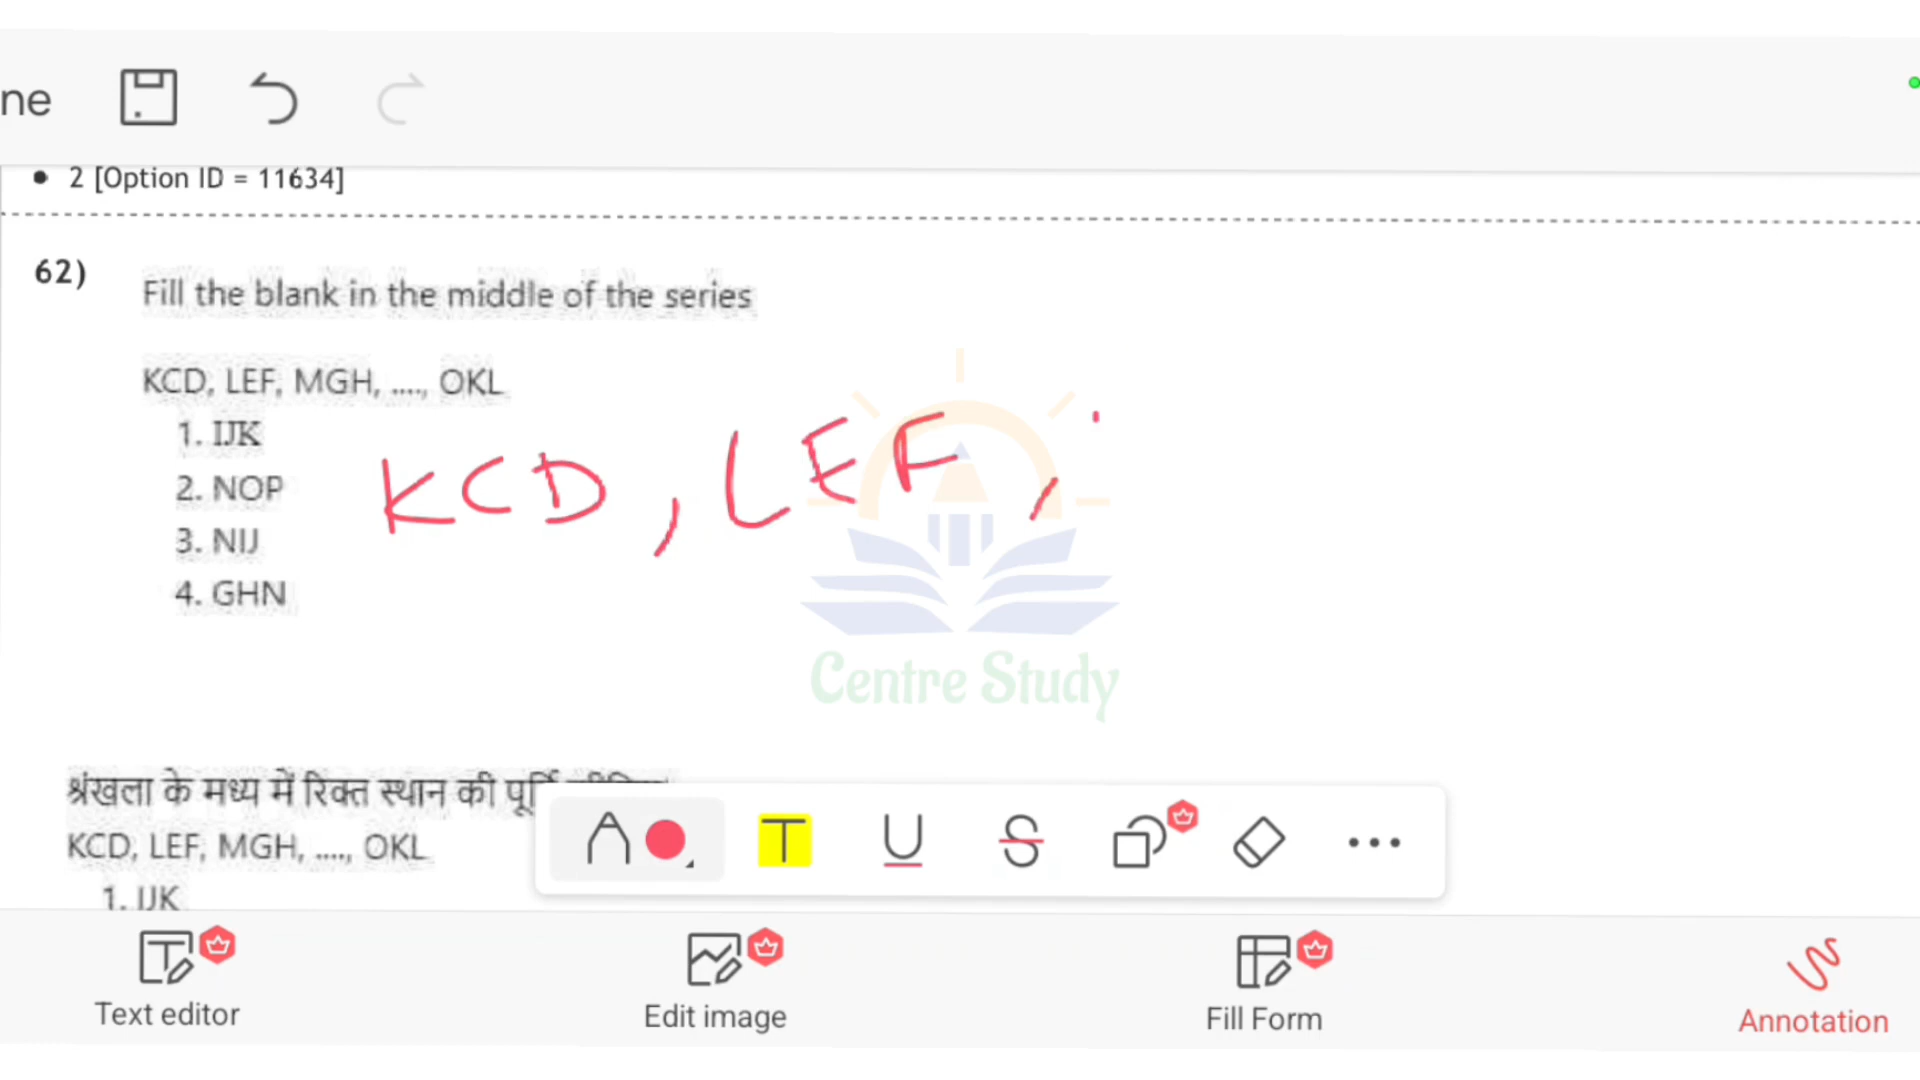 ne
• 2 [Option ID = 11634]
62)
Fill the blank in the middle of the series
KCD, LEF, MGH, ...., OKL
1. IJK
2. NOP
3. NIJ
4. GHN
KCD, LEF,
Centre Study
श्रंखला के मध्य में रिक्त स्थान की
KCD, LEF, MGH, ...., OKL
1. IJK
T U S
Text editor
Edit image
Fill Form
Annotation